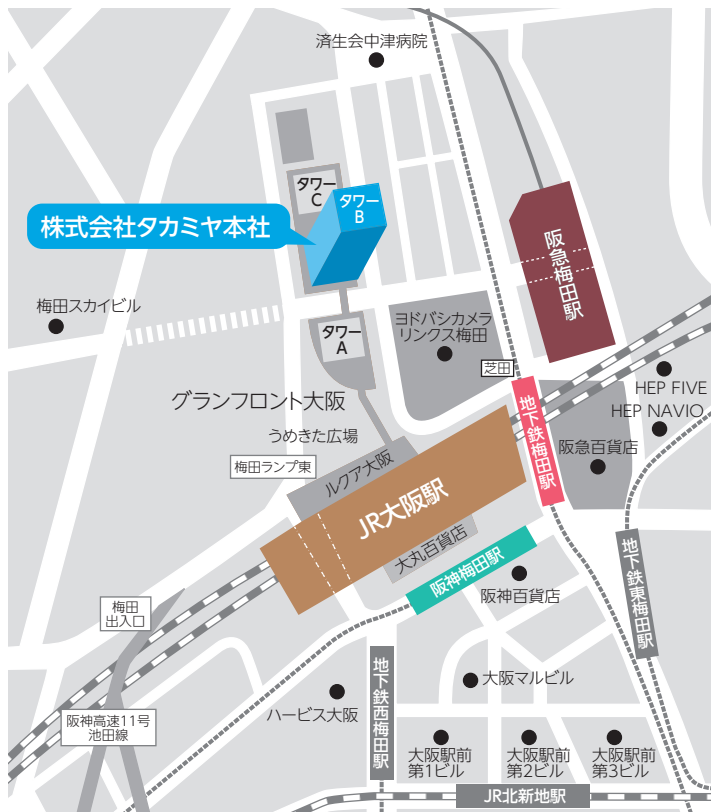 済生会中津病院
タワー
C
タワー
B
株式会社タカミヤ本社
阪急梅田駅
梅田スカイビル
ヨドバシカメラ
リンクス梅田
タワー
A
芝田
HEP FIVE
HEP NAVIO
グランフロント大阪
地下鉄梅田駅
うめきた広場
阪急百貨店
梅田ランプ東
ルクア大阪
JR大阪駅
大丸百貨店
阪神梅田駅
地下鉄東梅田駅
阪神百貨店
梅田
出入口
地下鉄西梅田駅
大阪マルビル
ハービス大阪
阪神高速11号
池田線
大阪駅前
第1ビル
大阪駅前
第2ビル
大阪駅前
第3ビル
JR北新地駅